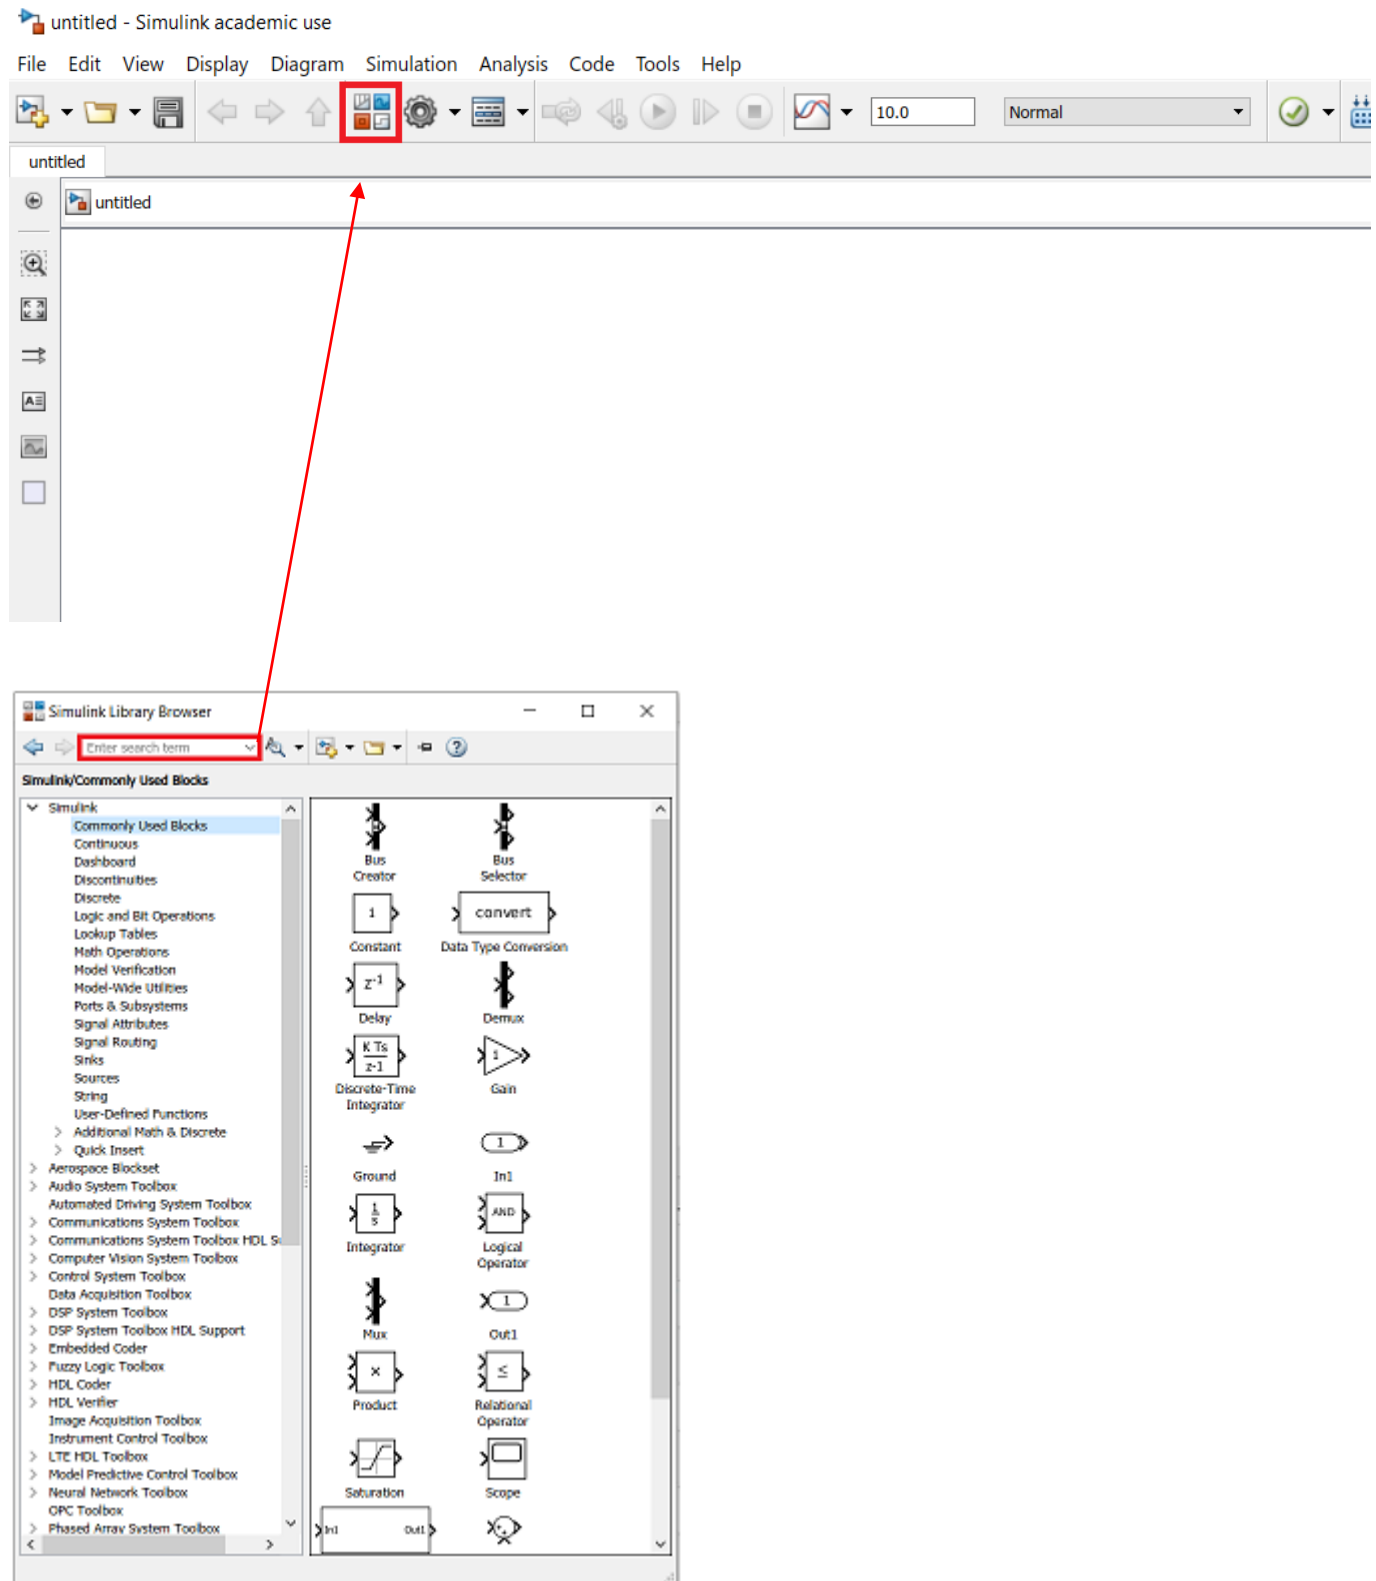 untitled - Simulink academic use
File Edit View Display Diagram Simulation Analysis Code Tools Help
10.0 Normal
untitled
untitled
Simulink Library Browser
Enter search term
Simulink/Commonly Used Blocks
Simulink
Commonly Used Blocks
Continuous
Dashboard
Discontinuities
Discrete
Logic and Bit Operations
Lookup Tables
Math Operations
Model Verification
Model-Wide Utilities
Ports & Subsystems
Signal Attributes
Signal Routing
Sinks
Sources
String
User-Defined Functions
Additional Math & Discrete
Quick Insert
Aerospace Blockset
Audio System Toolbox
Automated Driving System Toolbox
Communications System Toolbox
Communications System Toolbox HDL Su
Computer Vision System Toolbox
Control System Toolbox
Data Acquisition Toolbox
DSP System Toolbox
DSP System Toolbox HDL Support
Embedded Coder
Fuzzy Logic Toolbox
HDL Coder
HDL Verifier
Image Acquisition Toolbox
Instrument Control Toolbox
LTE HDL Toolbox
Model Predictive Control Toolbox
Neural Network Toolbox
OPC Toolbox
Phased Array System Toolbox
Bus
Creator
Bus
Selector
1
Constant
convert
Data Type Conversion
z-1
Delay
Demux
K Ts
z-1
Discrete-Time
Integrator
1
Gain
Ground
1
In1
1
s
Integrator
AND
Logical
Operator
Mux
1
Out1
×
Product
≤
Relational
Operator
Saturation
Scope
In1 Out1